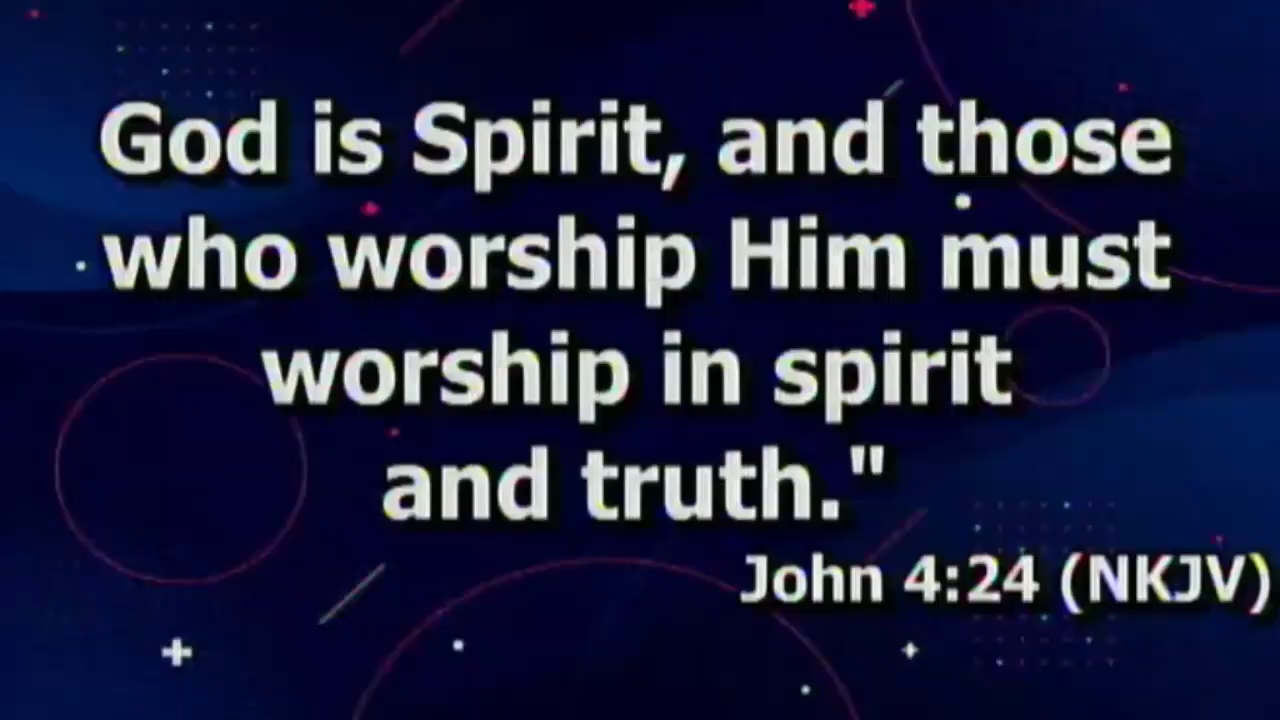 God is Spirit, and those
who worship Him must
worship in spirit
and truth."
John 4:24 (NKJV)